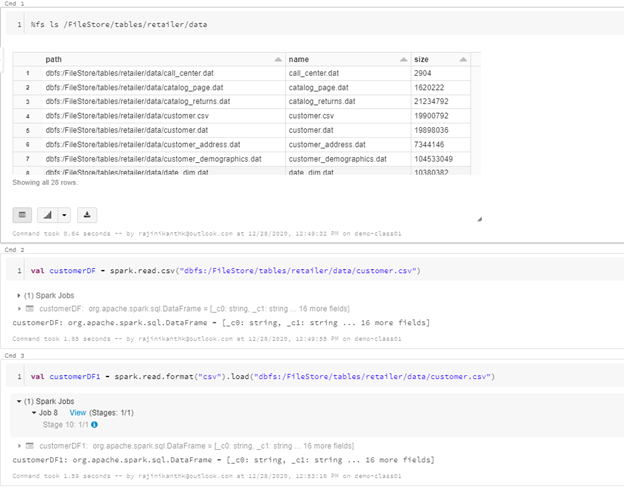 Cmd 1
1 %fs ls /FileStore/tables/retailer/data
path name size
1 dbfs:/FileStore/tables/retailer/data/call_center.dat call_center.dat 2904
2 dbfs:/FileStore/tables/retailer/data/catalog_page.dat catalog_page.dat 1620222
3 dbfs:/FileStore/tables/retailer/data/catalog_returns.dat catalog_returns.dat 21234792
4 dbfs:/FileStore/tables/retailer/data/customer.csv customer.csv 19900792
5 dbfs:/FileStore/tables/retailer/data/customer.dat customer.dat 19898036
6 dbfs:/FileStore/tables/retailer/data/customer_address.dat customer_address.dat 7344146
7 dbfs:/FileStore/tables/retailer/data/customer_demographics.dat customer_demographics.dat 104533049
8 dbfs:/FileStore/tables/retailer/data/date_dim.dat date_dim.dat 10380382
Showing all 28 rows.
Command took 0.64 seconds -- by rajinikanthk@outlook.com at 12/28/2020, 12:49:32 PM on demo-class01
Cmd 2
1 val customerDF = spark.read.csv("dbfs:/FileStore/tables/retailer/data/customer.csv")
(1) Spark Jobs
customerDF: org.apache.spark.sql.DataFrame = [_c0: string, _c1: string ... 16 more fields]
customerDF: org.apache.spark.sql.DataFrame = [_c0: string, _c1: string ... 16 more fields]
Command took 1.85 seconds -- by rajinikanthk@outlook.com at 12/28/2020, 12:49:58 PM on demo-class01
Cmd 3
1 val customerDF1 = spark.read.format("csv").load("dbfs:/FileStore/tables/retailer/data/customer.csv")
(1) Spark Jobs
Job 8 View (Stages: 1/1)
Stage 10: 1/1
customerDF1: org.apache.spark.sql.DataFrame = [_c0: string, _c1: string ... 16 more fields]
customerDF1: org.apache.spark.sql.DataFrame = [_c0: string, _c1: string ... 16 more fields]
Command took 1.59 seconds -- by rajinikanthk@outlook.com at 12/28/2020, 12:53:16 PM on demo-class01